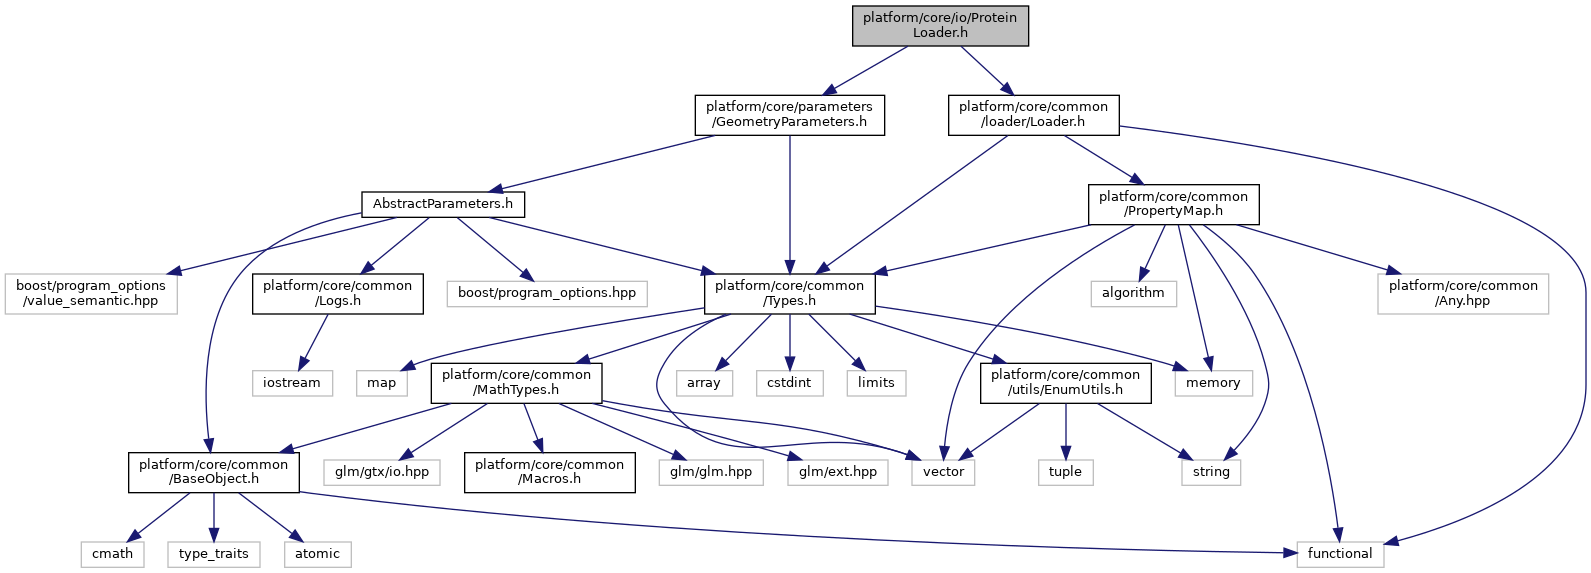 platform/core/io/Protein
Loader.h
platform/core/parameters
/GeometryParameters.h
platform/core/common
/loader/Loader.h
AbstractParameters.h
platform/core/common
/PropertyMap.h
boost/program_options
/value_semantic.hpp
platform/core/common
/Logs.h
boost/program_options.hpp
platform/core/common
/Types.h
algorithm
platform/core/common
/Any.hpp
iostream
map
platform/core/common
/MathTypes.h
array
cstdint
limits
platform/core/common
/utils/EnumUtils.h
memory
platform/core/common
/BaseObject.h
glm/gtx/io.hpp
platform/core/common
/Macros.h
glm/glm.hpp
glm/ext.hpp
vector
tuple
string
cmath
type_traits
atomic
functional